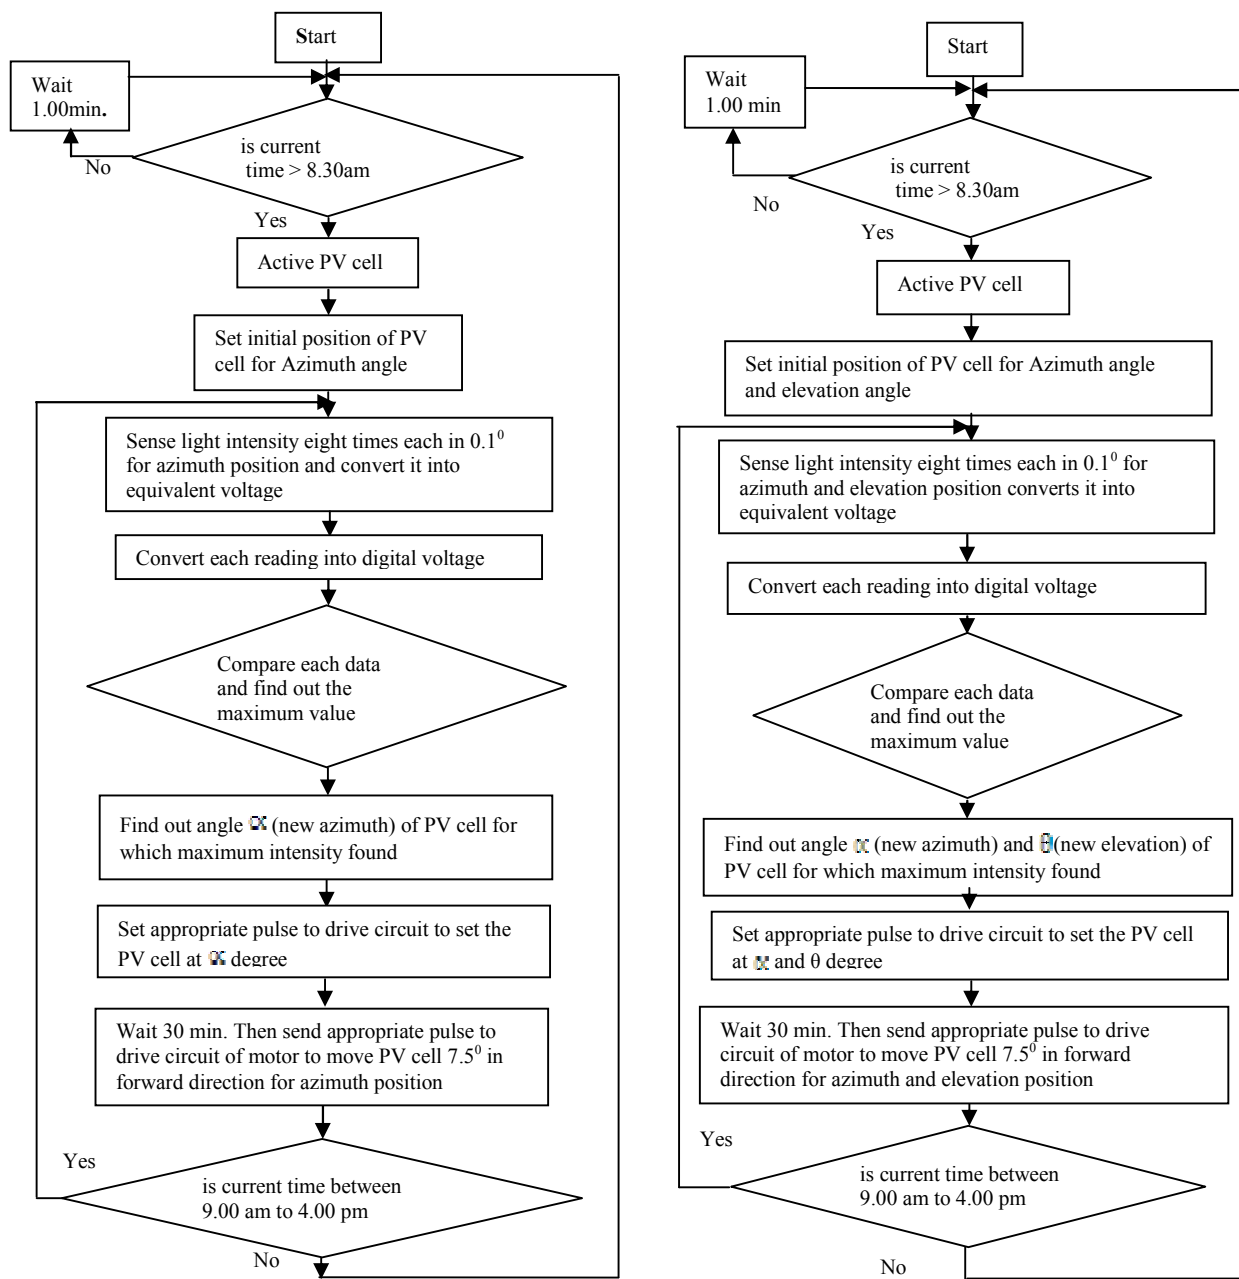 Start
Wait
1.00min.
No
is current
time > 8.30am
Yes
Active PV cell
Set initial position of PV
cell for Azimuth angle
Sense light intensity eight times each in 0.1⁰
for azimuth position and convert it into
equivalent voltage
Convert each reading into digital voltage
Compare each data
and find out the
maximum value
Find out angle α (new azimuth) of PV cell for
which maximum intensity found
Set appropriate pulse to drive circuit to set the
PV cell at α degree
Wait 30 min. Then send appropriate pulse to
drive circuit of motor to move PV cell 7.5⁰ in
forward direction for azimuth position
Yes
is current time between
9.00 am to 4.00 pm
No
Start
Wait
1.00 min
No
is current
time > 8.30am
Yes
Active PV cell
Set initial position of PV cell for Azimuth angle
and elevation angle
Sense light intensity eight times each in 0.1⁰ for
azimuth and elevation position converts it into
equivalent voltage
Convert each reading into digital voltage
Compare each data
and find out the
maximum value
Find out angle α (new azimuth) and θ(new elevation) of
PV cell for which maximum intensity found
Set appropriate pulse to drive circuit to set the PV cell
at α and θ degree
Wait 30 min. Then send appropriate pulse to drive
circuit of motor to move PV cell 7.5⁰ in forward
direction for azimuth and elevation position
Yes
is current time between
9.00 am to 4.00 pm
No